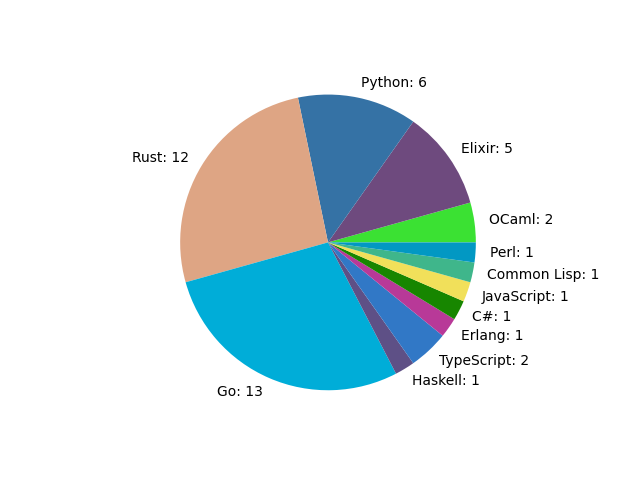 Python: 6
Elixir: 5
Rust: 12
OCaml: 2
Perl: 1
Common Lisp: 1
JavaScript: 1
C#: 1
Erlang: 1
TypeScript: 2
Haskell: 1
Go: 13